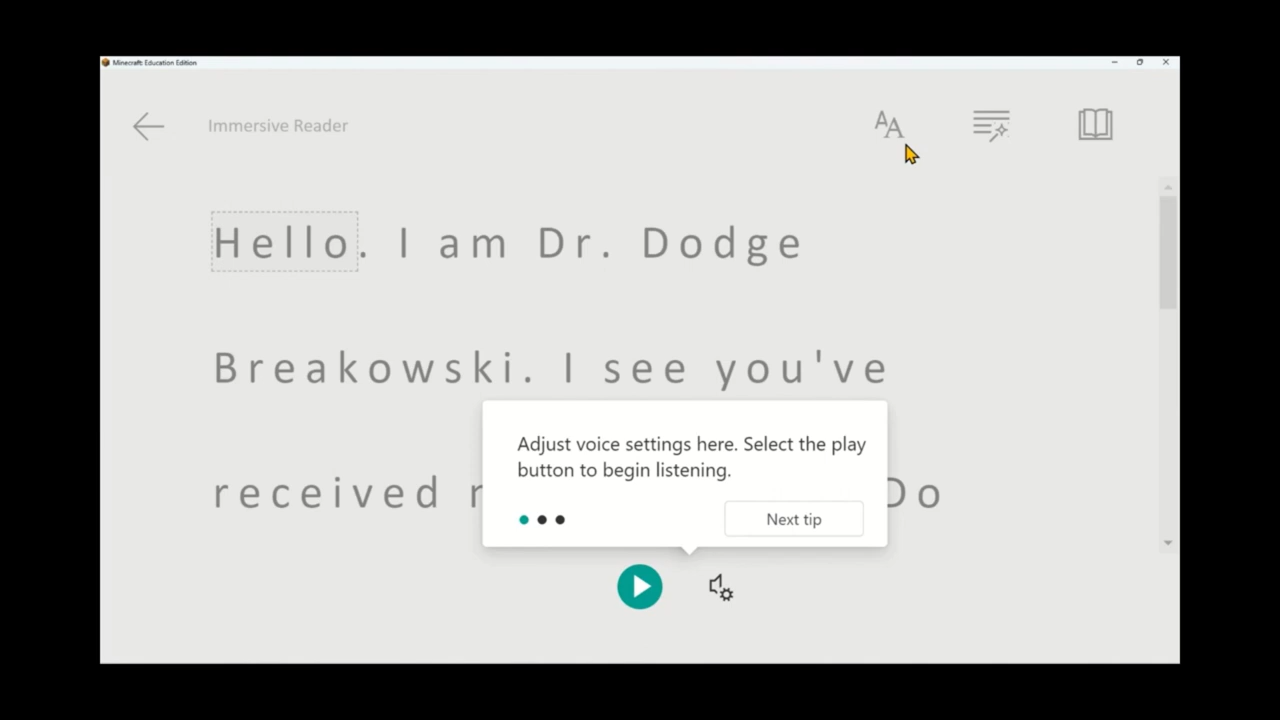 Minecraft: Education Edition
Immersive Reader
Hello. I am Dr. Dodge
Breakowski. I see you've
received Do
Adjust voice settings here. Select the play
button to begin listening.
Next tip